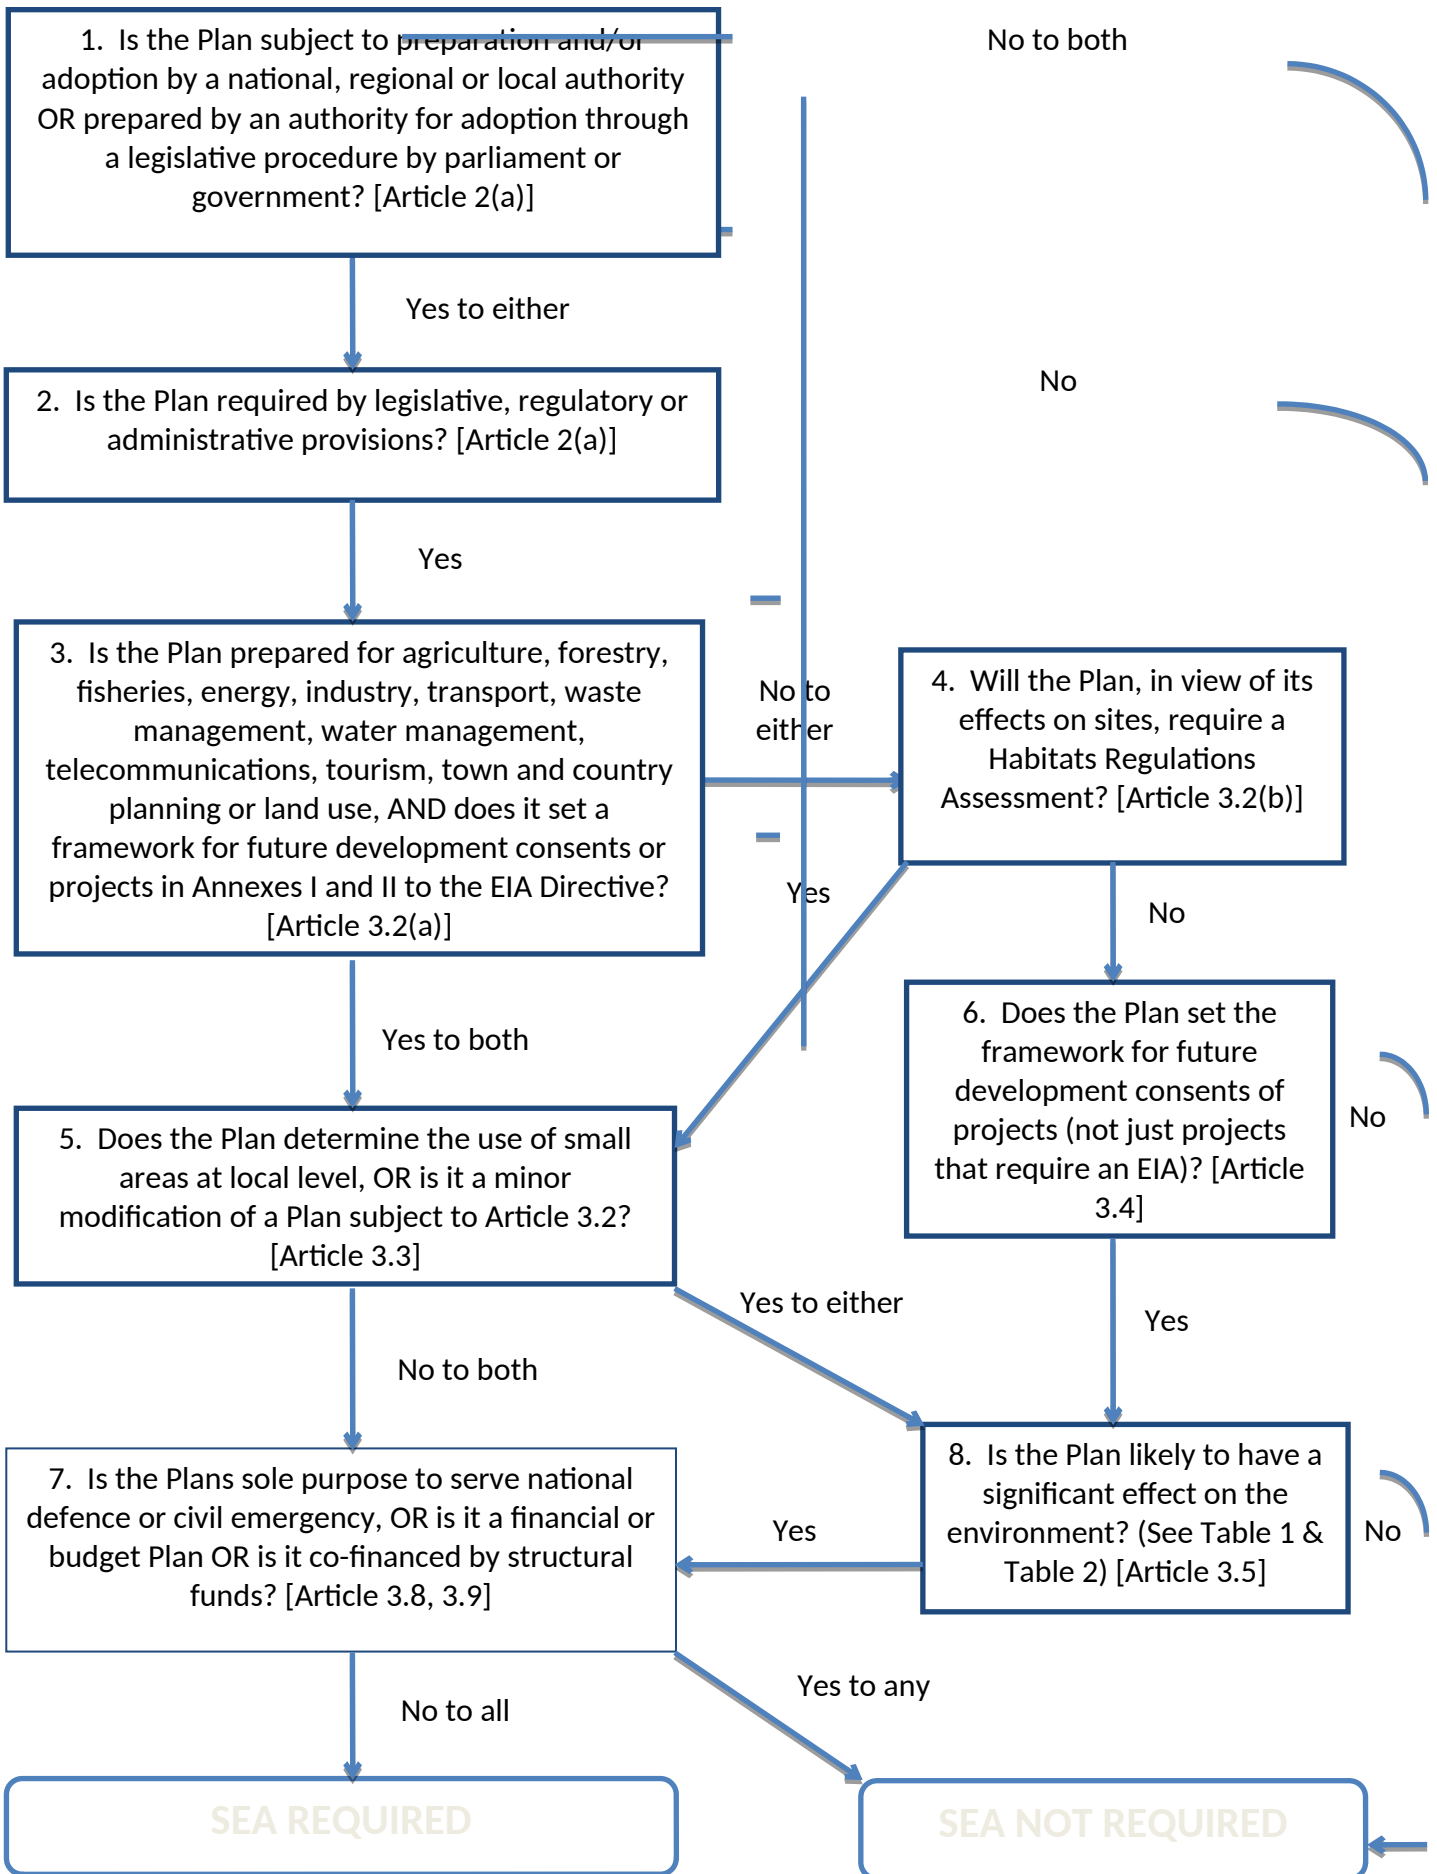 1. Is the Plan subject to preparation and/or
adoption by a national, regional or local authority
OR prepared by an authority for adoption through
a legislative procedure by parliament or
government? [Article 2(a)]
No to both
Yes to either
2. Is the Plan required by legislative, regulatory or
administrative provisions? [Article 2(a)]
No
Yes
3. Is the Plan prepared for agriculture, forestry,
fisheries, energy, industry, transport, waste
management, water management,
telecommunications, tourism, town and country
planning or land use, AND does it set a
framework for future development consents or
projects in Annexes I and II to the EIA Directive?
[Article 3.2(a)]
No to
either
4. Will the Plan, in view of its
effects on sites, require a
Habitats Regulations
Assessment? [Article 3.2(b)]
Yes
No
Yes to both
6. Does the Plan set the
framework for future
development consents of
projects (not just projects
that require an EIA)? [Article
3.4]
No
5. Does the Plan determine the use of small
areas at local level, OR is it a minor
modification of a Plan subject to Article 3.2?
[Article 3.3]
Yes to either
Yes
No to both
7. Is the Plans sole purpose to serve national
defence or civil emergency, OR is it a financial or
budget Plan OR is it co-financed by structural
funds? [Article 3.8, 3.9]
Yes
8. Is the Plan likely to have a
significant effect on the
environment? (See Table 1 &
Table 2) [Article 3.5]
No
Yes to any
No to all
SEA REQUIRED
SEA NOT REQUIRED